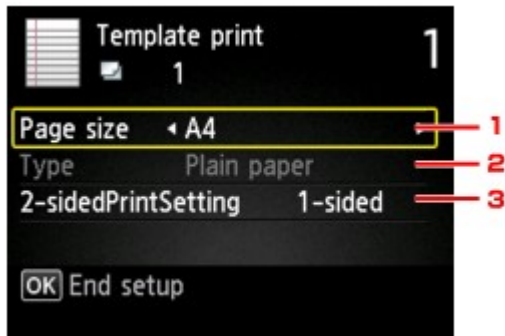 Template print
1
1
Page size A4
1
Type Plain paper
2
2-sidedPrintSetting 1-sided
3
OK End setup